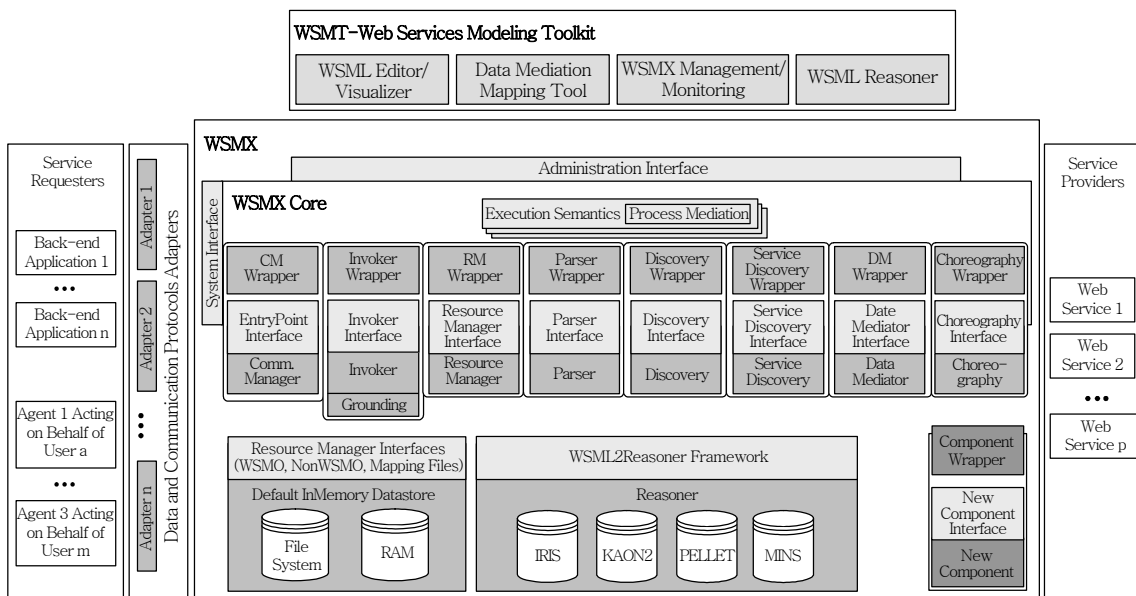 WSMT-Web Services Modeling Toolkit
WSML Editor/
Visualizer
Data Mediation
Mapping Tool
WSMX Management/
Monitoring
WSML Reasoner
Service
Requesters
Back-end
Application 1
•••
Back-end
Application n
Agent 1 Acting
on Behalf of
User a
•••
Agent 3 Acting
on Behalf of
User m
Adapter 1
Adapter 2
•••
Adapter n
Data and Communication Protocols Adapters
WSMX
Administration Interface
System Interface
WSMX Core
Execution Semantics
Process Mediation
CM
Wrapper
EntryPoint
Interface
Comm.
Manager
Invoker
Wrapper
Invoker
Interface
Invoker
Grounding
RM
Wrapper
Resource
Manager
Interface
Resource
Manager
Parser
Wrapper
Parser
Interface
Parser
Discovery
Wrapper
Discovery
Interface
Discovery
Service
Discovery
Wrapper
Service
Discovery
Interface
Service
Discovery
DM
Wrapper
Date
Mediator
Interface
Data
Mediator
Choreography
Wrapper
Choreography
Interface
Choreo-
graphy
Resource Manager Interfaces
(WSMO, NonWSMO, Mapping Files)
Default InMemory Datastore
File
System
RAM
WSML2Reasoner Framework
Reasoner
IRIS
KAON2
PELLET
MINS
Component
Wrapper
New
Component
Interface
New
Component
Service
Providers
Web
Service 1
Web
Service 2
•••
Web
Service p